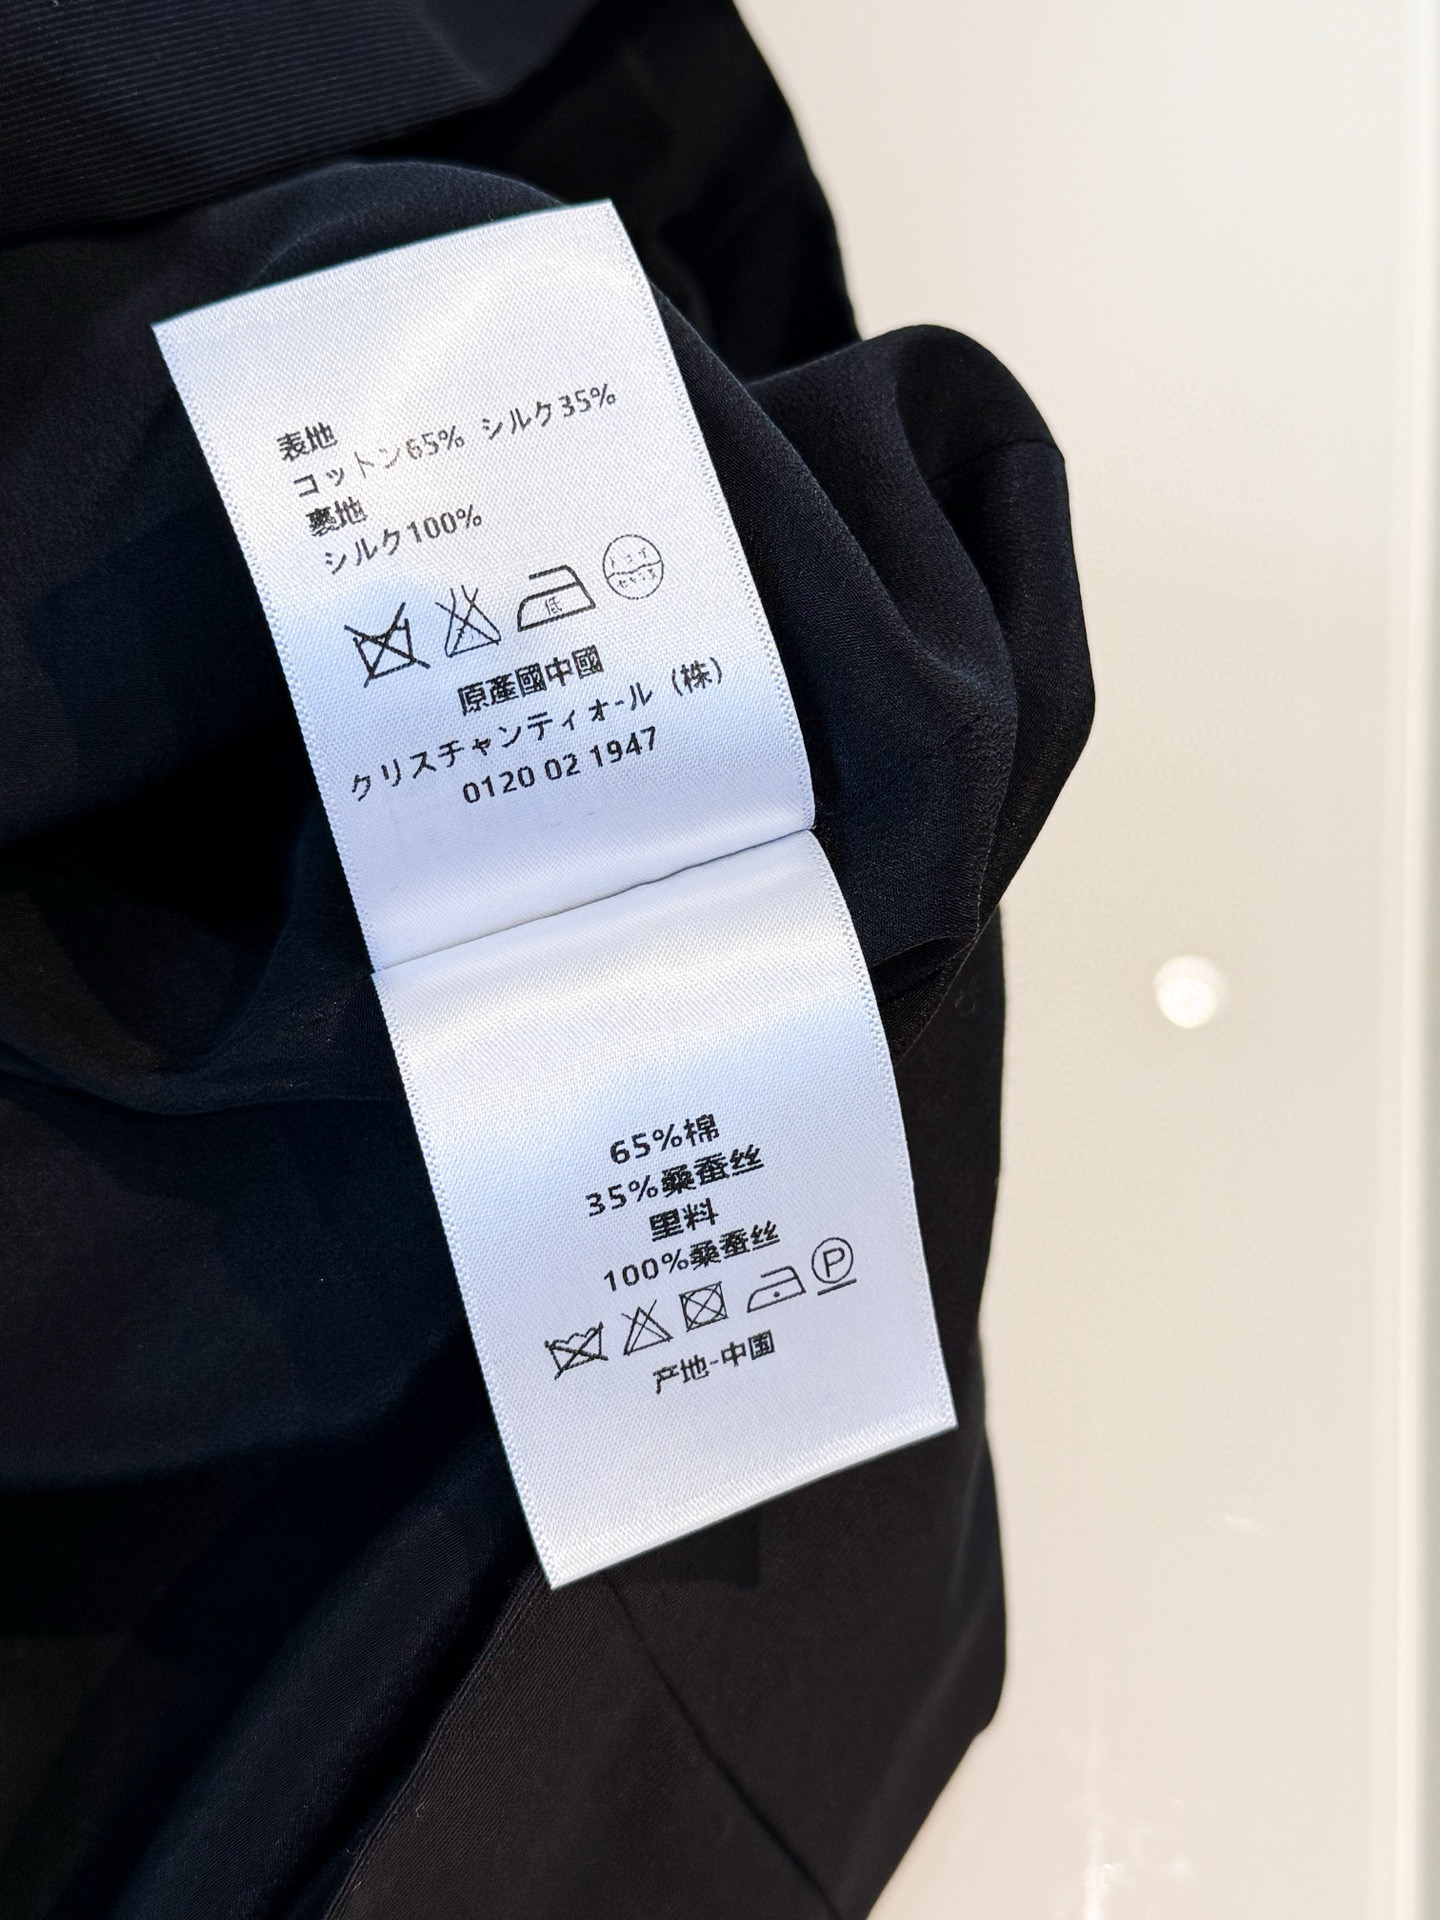 表地
コットン65% シルク35%
裏地
シルク100%
低
原産國中國
クリスチャンディオール (株)
0120 02 1947
65%棉
35%桑蚕丝
里料
100%桑蚕丝
P
产地-中国